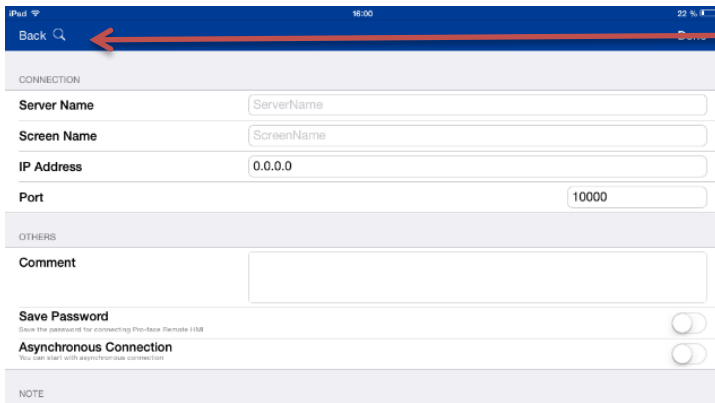 iPad 16:00 22 %
Back Done
CONNECTION
Server Name ServerName
Screen Name ScreenName
IP Address 0.0.0.0
Port 10000
OTHERS
Comment
Save Password
Save the password for connecting Pro-face Remote HMI
Asynchronous Connection
You can start with asynchronous connection
NOTE